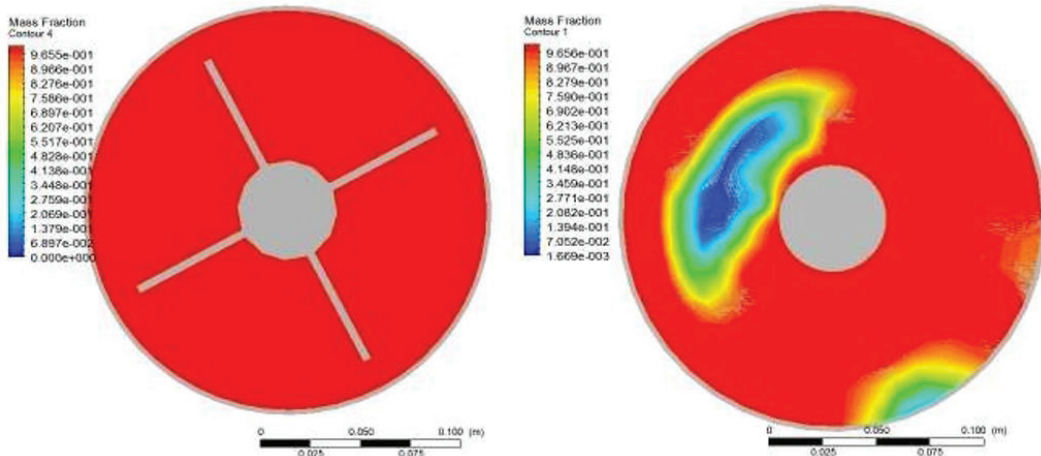 Mass Fraction
Contour 4
9.655e-001
8.966e-001
8.276e-001
7.586e-001
6.897e-001
6.207e-001
5.517e-001
4.828e-001
4.138e-001
3.448e-001
2.759e-001
2.069e-001
1.379e-001
6.897e-002
0.000e+000
0 0.050 0.100 (m)
0.025 0.075
Mass Fraction
Contour 1
9.656e-001
8.967e-001
8.279e-001
7.590e-001
6.902e-001
6.213e-001
5.525e-001
4.836e-001
4.148e-001
3.459e-001
2.771e-001
2.082e-001
1.394e-001
7.052e-002
1.669e-003
0 0.050 0.100 (m)
0.025 0.075